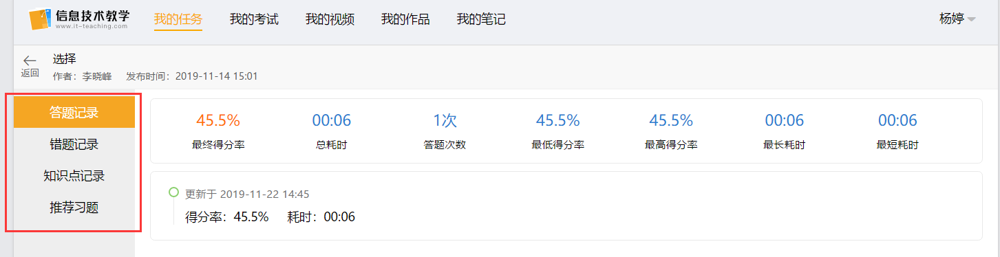 信息技术教学
www.it-teaching.com
我的任务 我的考试 我的视频 我的作品 我的笔记 杨婷
返回
选择
作者：李晓峰 发布时间：2019-11-14 15:01
答题记录
错题记录
知识点记录
推荐习题
45.5% 00:06 1次 45.5% 45.5% 00:06 00:06
最终得分率 总耗时 答题次数 最低得分率 最高得分率 最长耗时 最短耗时
更新于 2019-11-22 14:45
得分率：45.5% 耗时：00:06